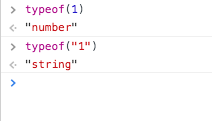 > typeof(1)
"number"
> typeof("1")
"string"
>